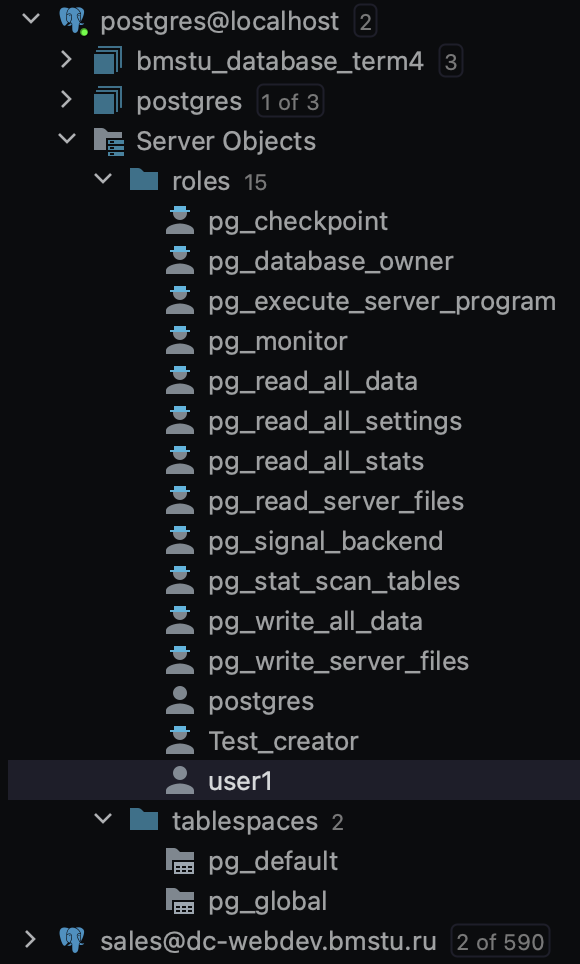 postgres@localhost 2
bmstu_database_term4 3
postgres 1 of 3
Server Objects
roles 15
pg_checkpoint
pg_database_owner
pg_execute_server_program
pg_monitor
pg_read_all_data
pg_read_all_settings
pg_read_all_stats
pg_read_server_files
pg_signal_backend
pg_stat_scan_tables
pg_write_all_data
pg_write_server_files
postgres
Test_creator
user1
tablespaces 2
pg_default
pg_global
sales@dc-webdev.bmstu.ru 2 of 590